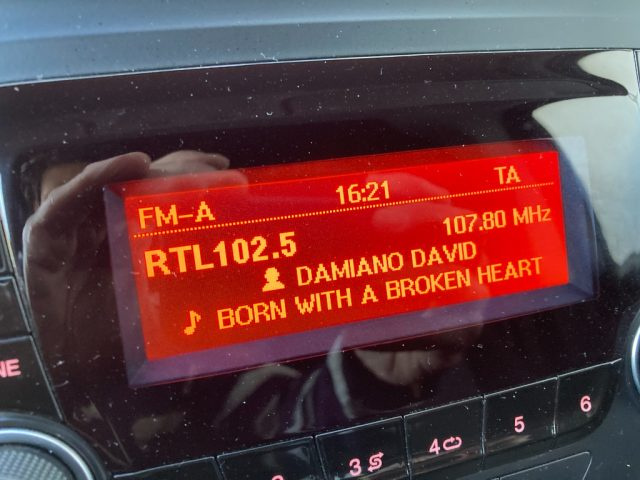 FM-A 16:21 TA
RTL102.5 107.80 MHz
DAMIANO DAVID
BORN WITH A BROKEN HEART
NE
3 4 5 6